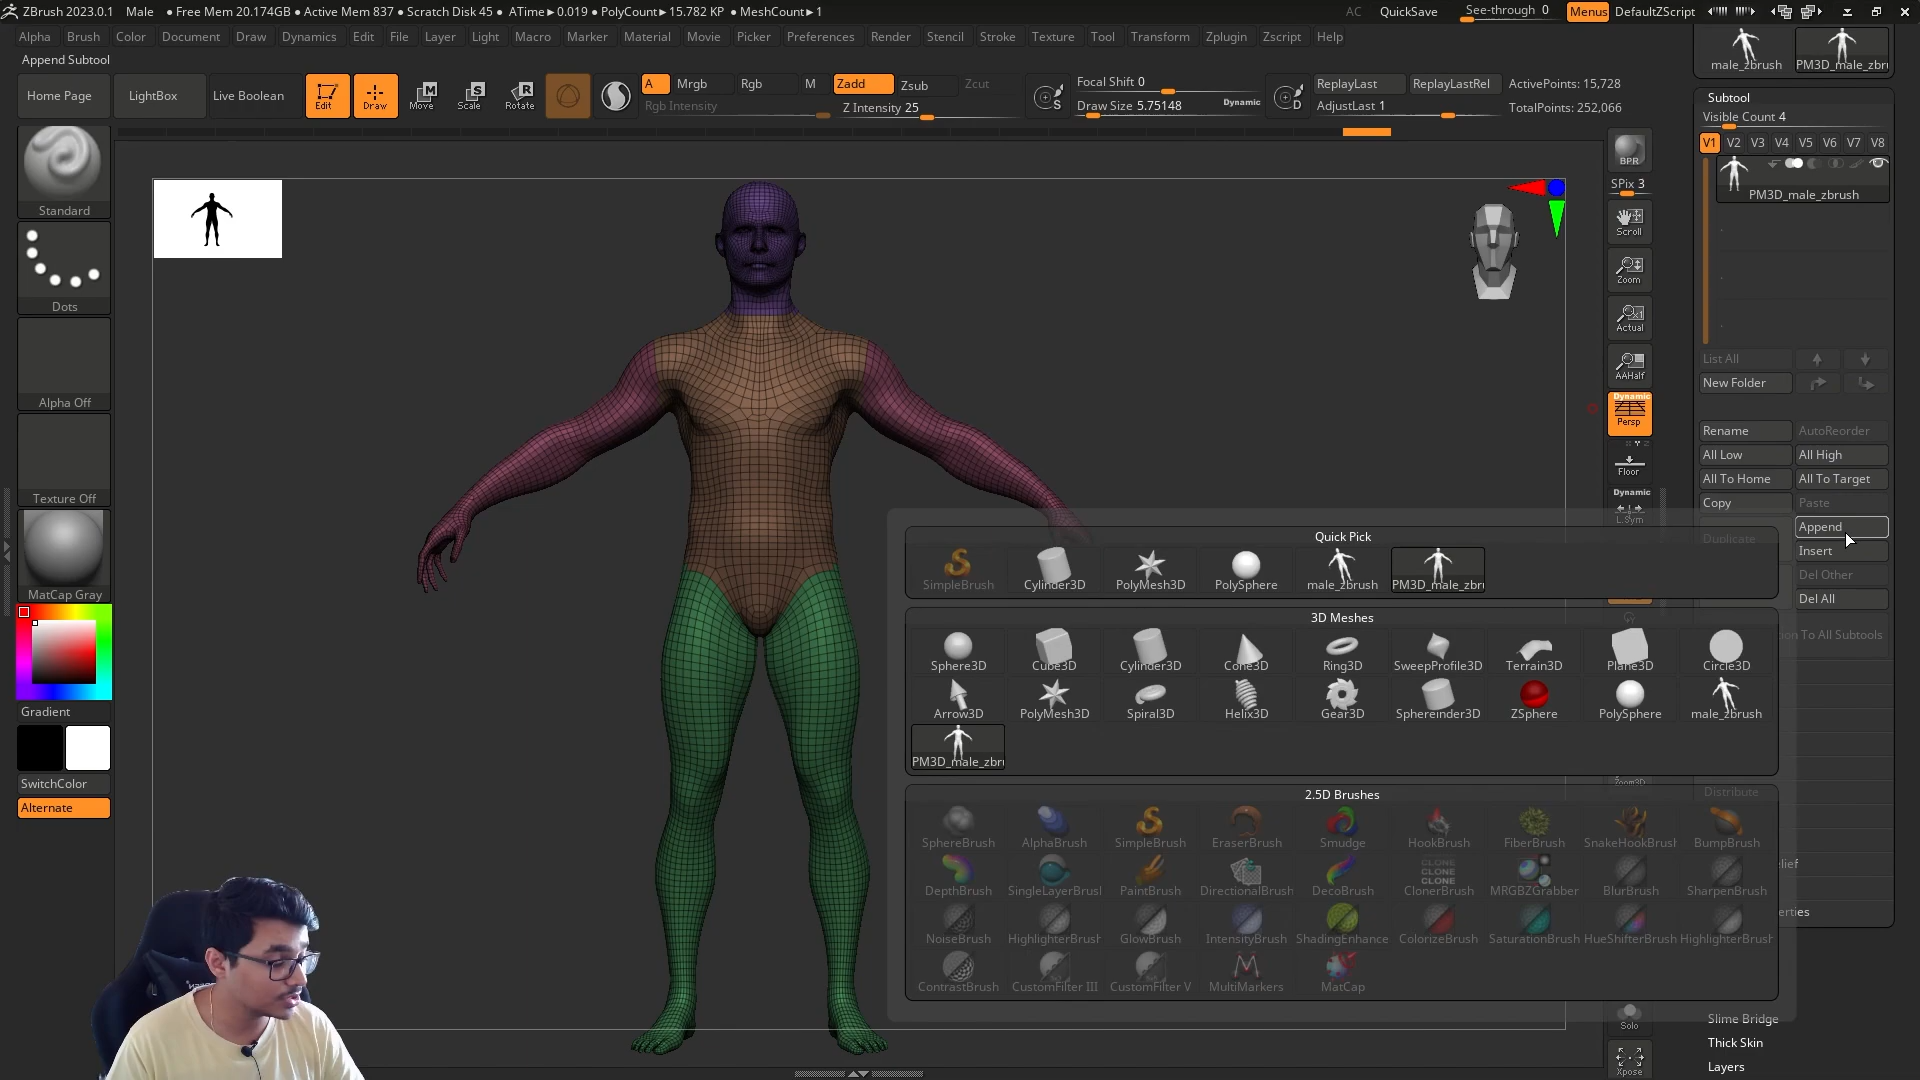 ZBrush 2023.0.1 Male ● Free Mem 20.174GB ● Active Mem 837 ● Scratch Disk 45 ● ATime►0.019 ● PolyCount►15.782 KP ● MeshCount►1
AC QuickSave See-through 0 Menus DefaultZScript
Alpha Brush Color Document Draw Dynamics Edit File Layer Light Macro Marker Material Movie Picker Preferences Render Stencil Stroke Texture Tool Transform Zplugin Zscript Help
Append Subtool
Home Page
LightBox
Live Boolean
Edit
Draw
Move
Scale
Rotate
A Mrgb Rgb M
Rgb Intensity
Zadd Zsub Zcut
Z Intensity 25
S
Focal Shift 0
Draw Size 5.75148 Dynamic
D
ReplayLast ReplayLastRel
AdjustLast 1
ActivePoints: 15,728
TotalPoints: 252,066
Standard
Dots
Alpha Off
Texture Off
MatCap Gray
Gradient
SwitchColor
Alternate
BPR
SPix 3
Scroll
Zoom
Actual
AAHalf
Dynamic
Persp
Floor
Dynamic
L.Sym
Zoom3D
Solo
Xpose
male_zbrush PM3D_male_zbru
Subtool
Visible Count 4
V1 V2 V3 V4 V5 V6 V7 V8
PM3D_male_zbrush
List All
New Folder
Rename AutoReorder
All Low All High
All To Home All To Target
Copy Paste
Duplicate Append
Insert
Del Other
Del All
To All Subtools
Distribute
Slime Bridge
Thick Skin
Layers
Quick Pick
SimpleBrush Cylinder3D PolyMesh3D PolySphere male_zbrush PM3D_male_zbru
3D Meshes
Sphere3D Cube3D Cylinder3D Cone3D Ring3D SweepProfile3D Terrain3D Plane3D Circle3D
Arrow3D PolyMesh3D Spiral3D Helix3D Gear3D Sphereinder3D ZSphere PolySphere male_zbrush
PM3D_male_zbru
2.5D Brushes
SphereBrush AlphaBrush SimpleBrush EraserBrush Smudge HookBrush FiberBrush SnakeHookBrush BumpBrush
DepthBrush SingleLayerBrush PaintBrush DirectionalBrush DecoBrush CLONE CLONE CLONE ClonerBrush MRGBZGrabber BlurBrush SharpenBrush
NoiseBrush HighlighterBrush GlowBrush IntensityBrush ShadingEnhance ColorizeBrush SaturationBrush HueShifterBrush HighlighterBrush
ContrastBrush CustomFilter III CustomFilter V MultiMarkers MatCap